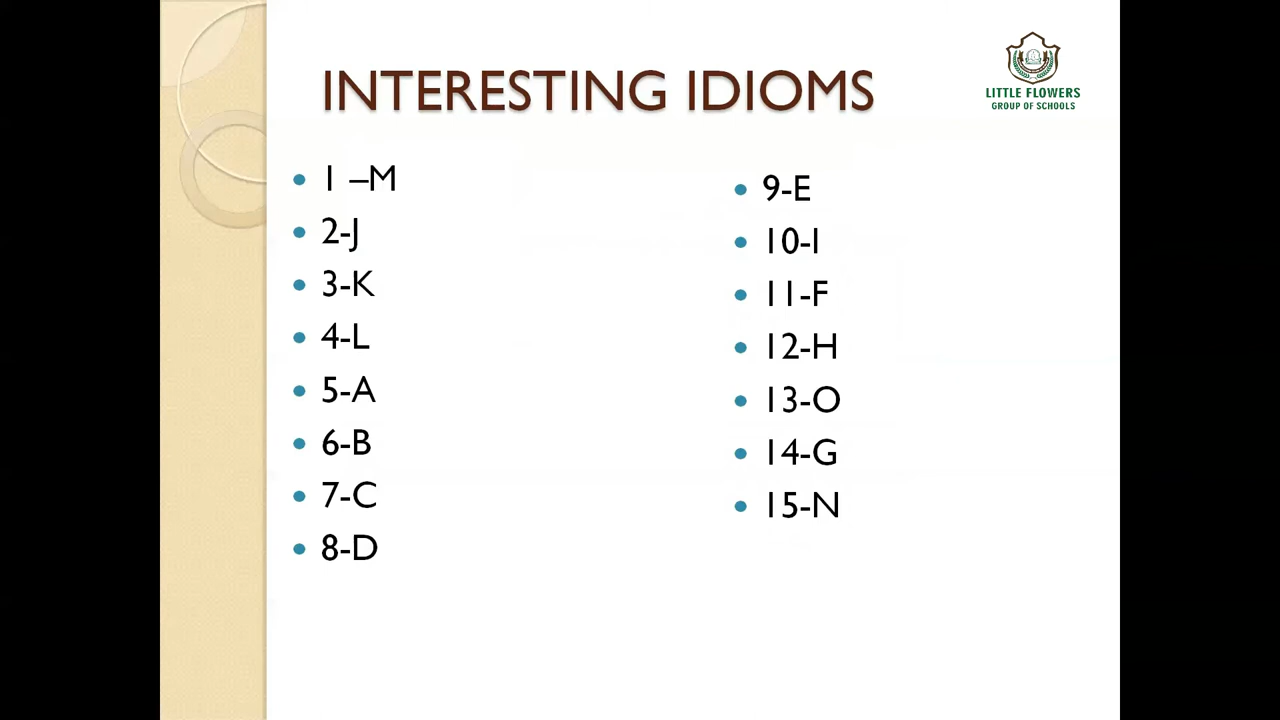 INTERESTING IDIOMS
LITTLE FLOWERS
GROUP OF SCHOOLS
1 –M
2-J
3-K
4-L
5-A
6-B
7-C
8-D
9-E
10-I
11-F
12-H
13-O
14-G
15-N